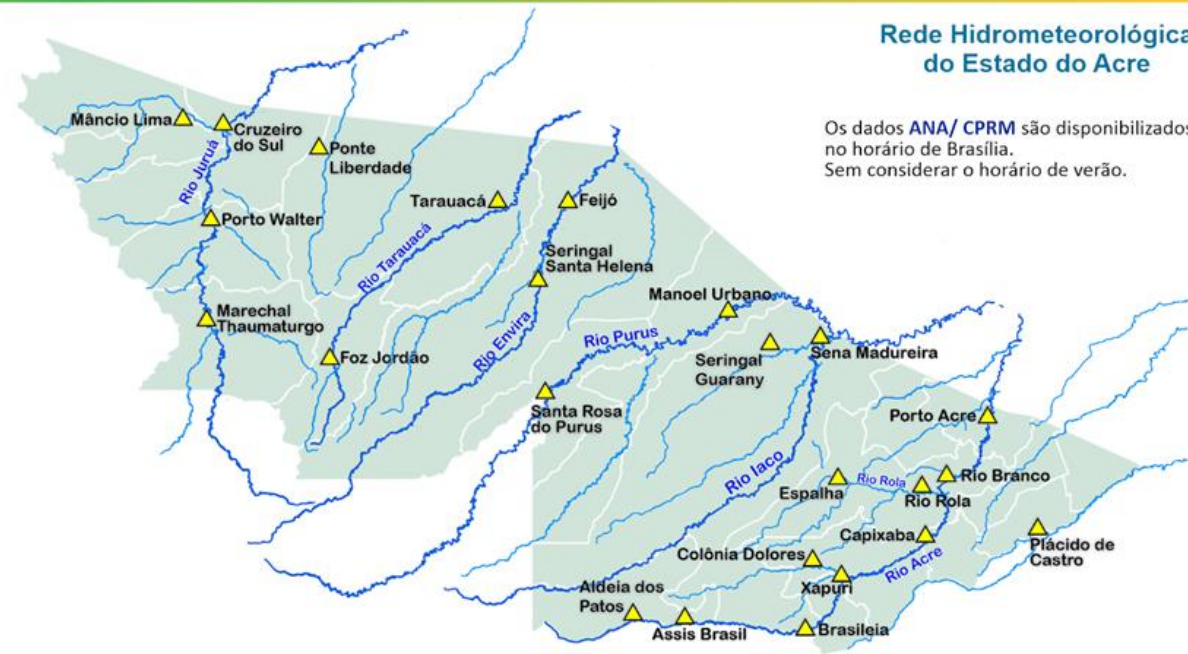 Rede Hidrometeorológica
do Estado do Acre
Os dados ANA/ CPRM são disponibilizados
no horário de Brasília.
Sem considerar o horário de verão.
Mâncio Lima
Cruzeiro
do Sul
Ponte
Liberdade
Rio Juruá
Porto Walter
Tarauacá
Feijó
Rio Tarauacá
Seringal
Santa Helena
Marechal
Thaumaturgo
Foz Jordão
Rio Envira
Manoel Urbano
Rio Purus
Seringal
Guarany
Sena Madureira
Santa Rosa
do Purus
Porto Acre
Rio Iaco
Espalha
Rio Rola
Rio Branco
Rio Rola
Capixaba
Plácido de
Castro
Colônia Dolores
Rio Acre
Xapuri
Aldeia dos
Patos
Assis Brasil
Brasileia